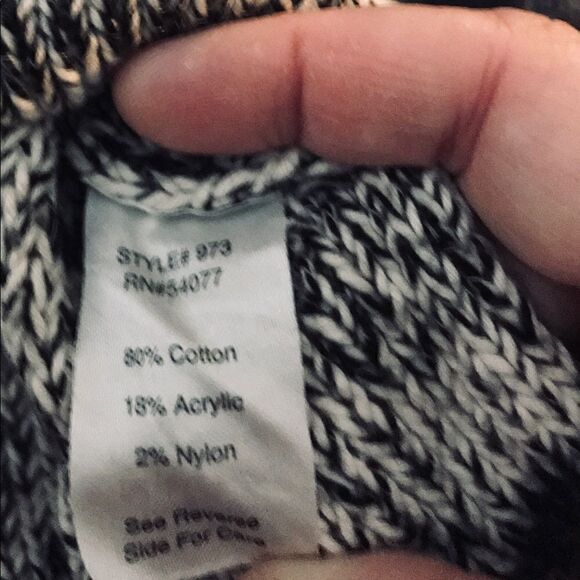 STYLE# 973
RN#54077
80% Cotton
18% Acrylic
2% Nylon
See Reverse
Side For Care